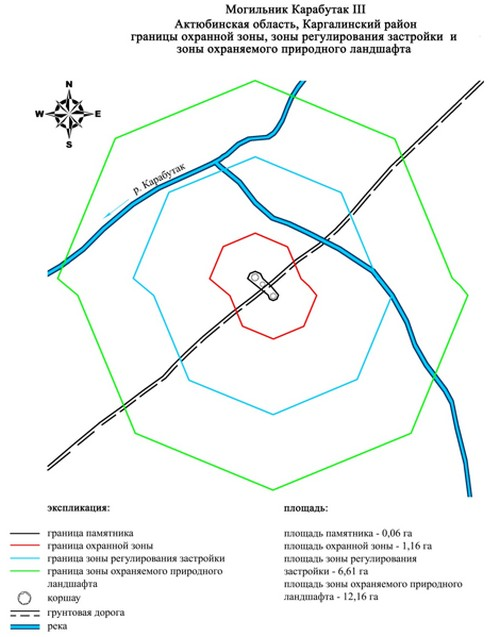 Могильник Карабутак III
Актюбинская область, Каргалинский район
границы охранной зоны, зоны регулирования застройки и
зоны охраняемого природного ландшафта
N
W E
S
р. Карабутак
экспликация:
граница памятника
граница охранной зоны
граница зоны регулирования застройки
граница зоны охраняемого природного
ландшафта
коршау
грунтовая дорога
река
площадь:
площадь памятника - 0,06 га
площадь охранной зоны - 1,16 га
площадь зоны регулирования
застройки - 6,61 га
площадь зоны охраняемого природного
ландшафта - 12,16 га